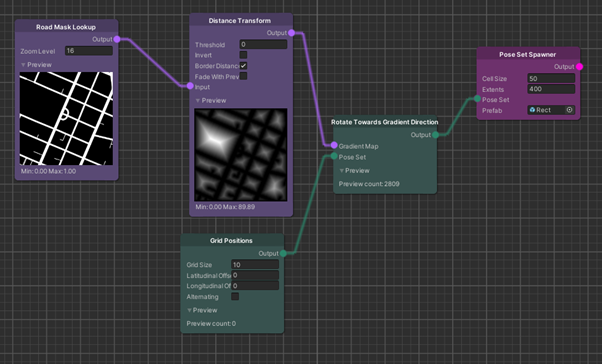 Road Mask Lookup
Output
Zoom Level 16
Preview
Min: 0.00 Max: 1.00
Distance Transform
Output
Threshold 0
Invert
Border Distanc
Fade With Prev
Input
Preview
Min: 0.00 Max: 89.89
Grid Positions
Output
Grid Size 10
Latitudinal Offs 0
Longitudinal Of 0
Alternating
Preview
Preview count: 0
Rotate Towards Gradient Direction
Output
Gradient Map
Pose Set
Preview
Preview count: 2809
Pose Set Spawner
Output
Cell Size 50
Extents 400
Pose Set
Prefab Rect